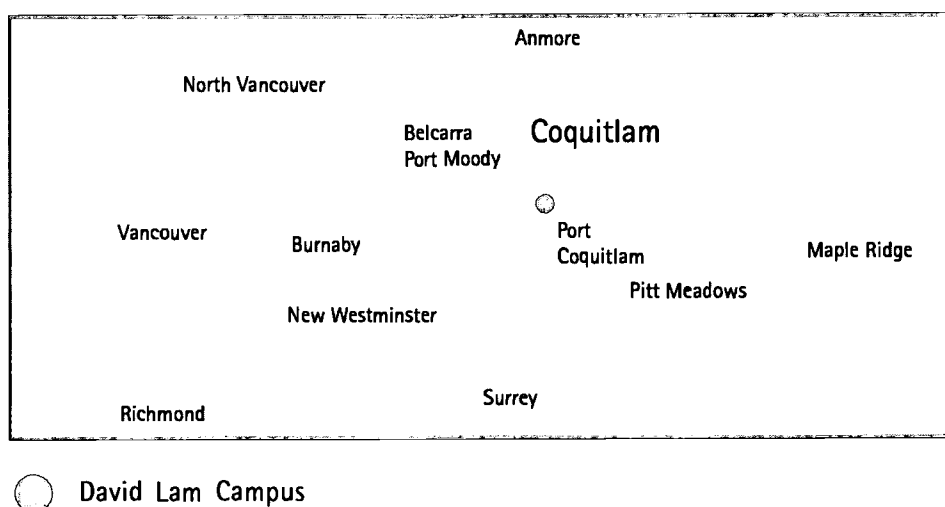 Anmore
North Vancouver
Belcarra
Port Moody
Coquitlam
Vancouver
Burnaby
Port
Coquitlam
Maple Ridge
Pitt Meadows
New Westminster
Surrey
Richmond
David Lam Campus